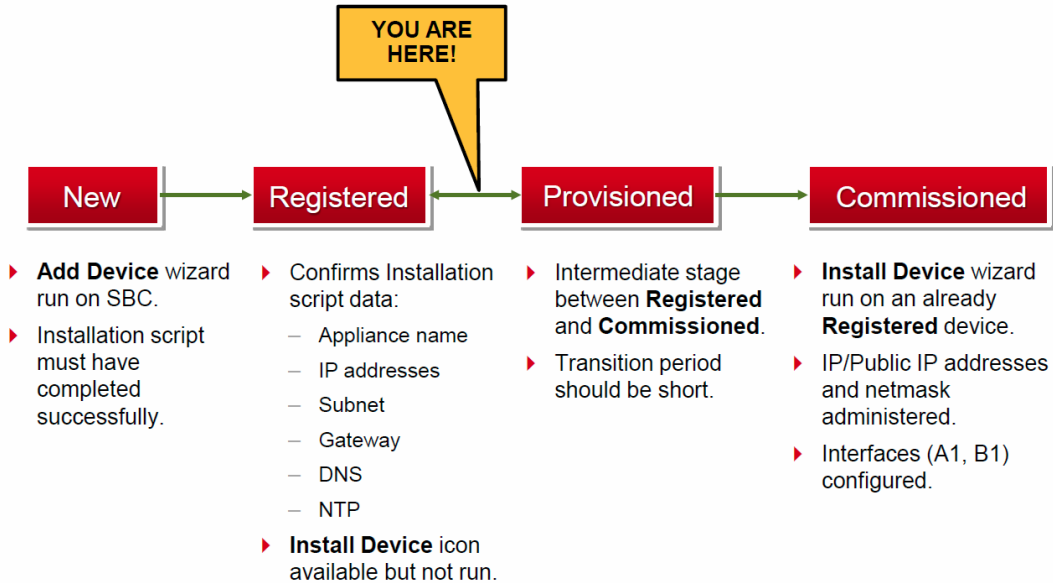 YOU ARE
HERE!
New
Registered
Provisioned
Commissioned
Add Device wizard
run on SBC.
Installation script
must have
completed
successfully.
Confirms Installation
script data:
– Appliance name
– IP addresses
– Subnet
– Gateway
– DNS
– NTP
Install Device icon
available but not run.
Intermediate stage
between Registered
and Commissioned.
Transition period
should be short.
Install Device wizard
run on an already
Registered device.
IP/Public IP addresses
and netmask
administered.
Interfaces (A1, B1)
configured.